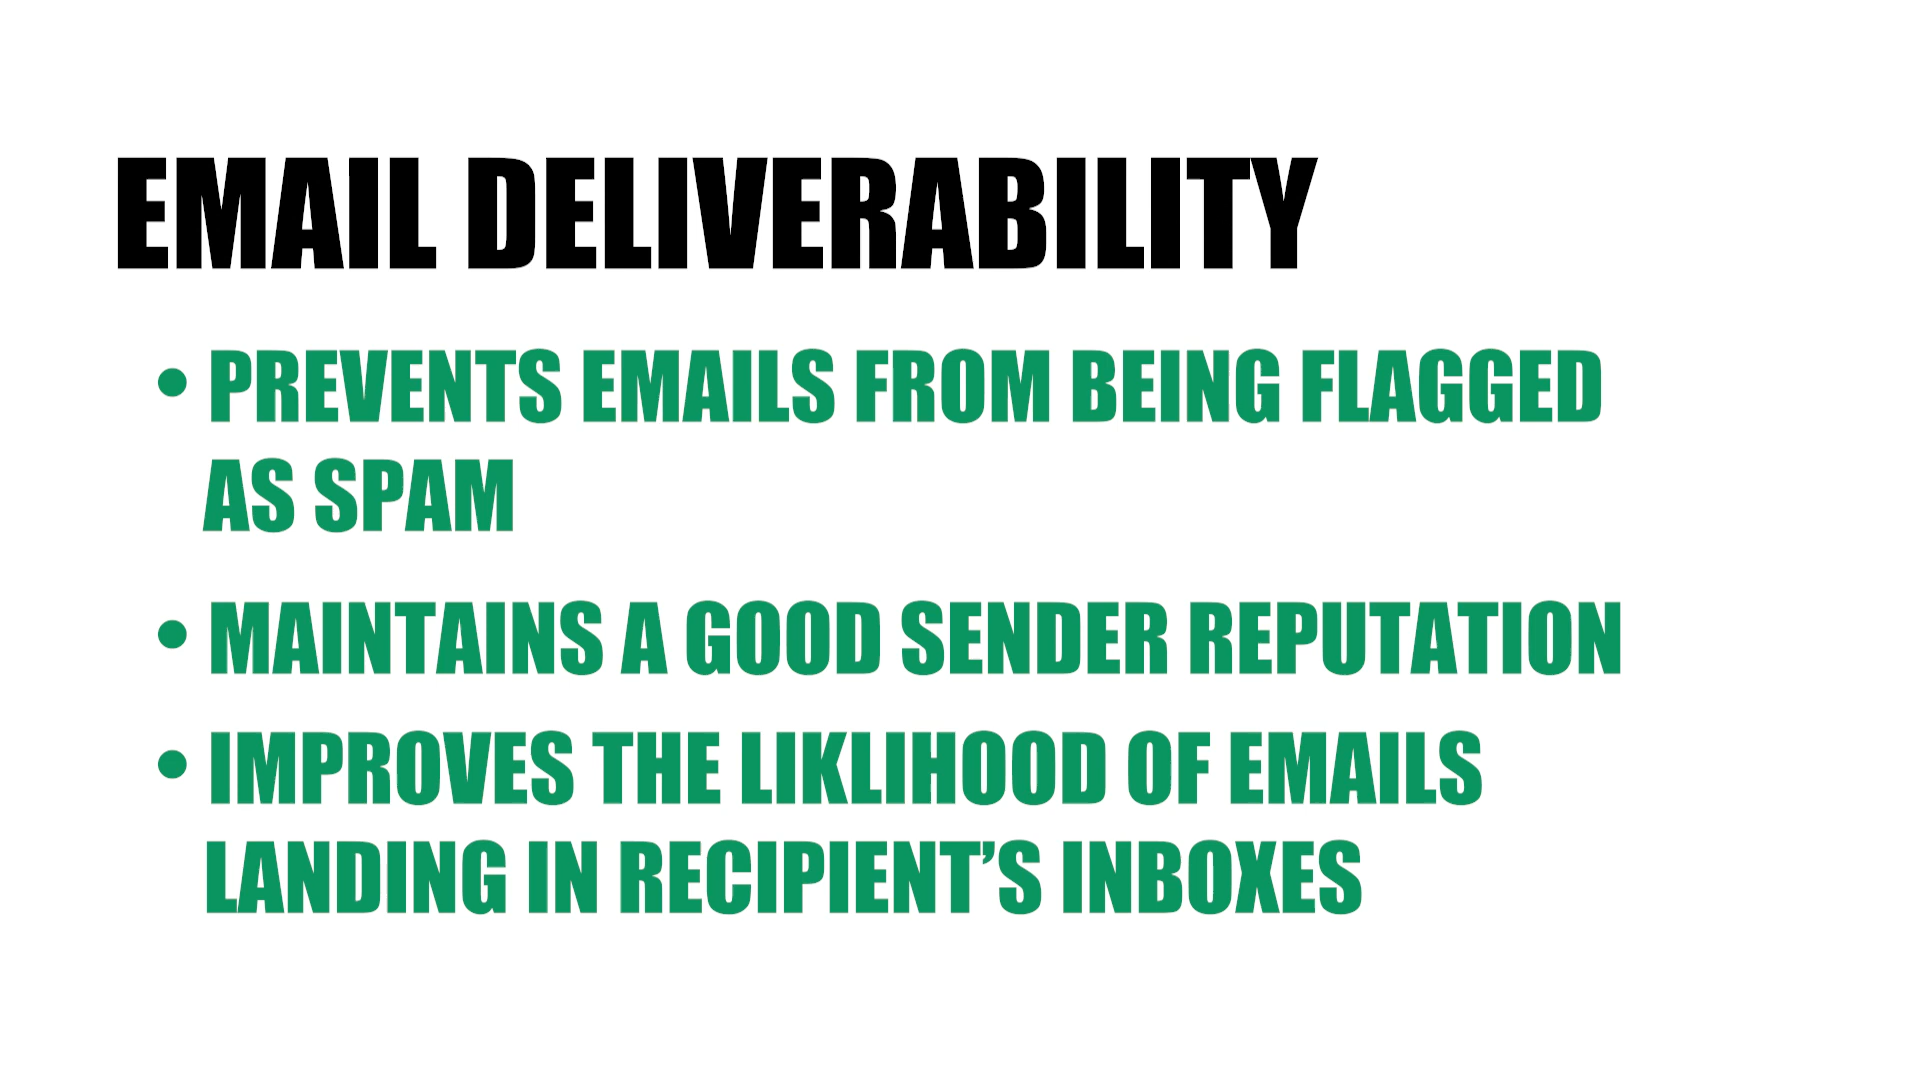 EMAIL DELIVERABILITY
• PREVENTS EMAILS FROM BEING FLAGGED
AS SPAM
• MAINTAINS A GOOD SENDER REPUTATION
• IMPROVES THE LIKLIHOOD OF EMAILS
LANDING IN RECIPIENT’S INBOXES